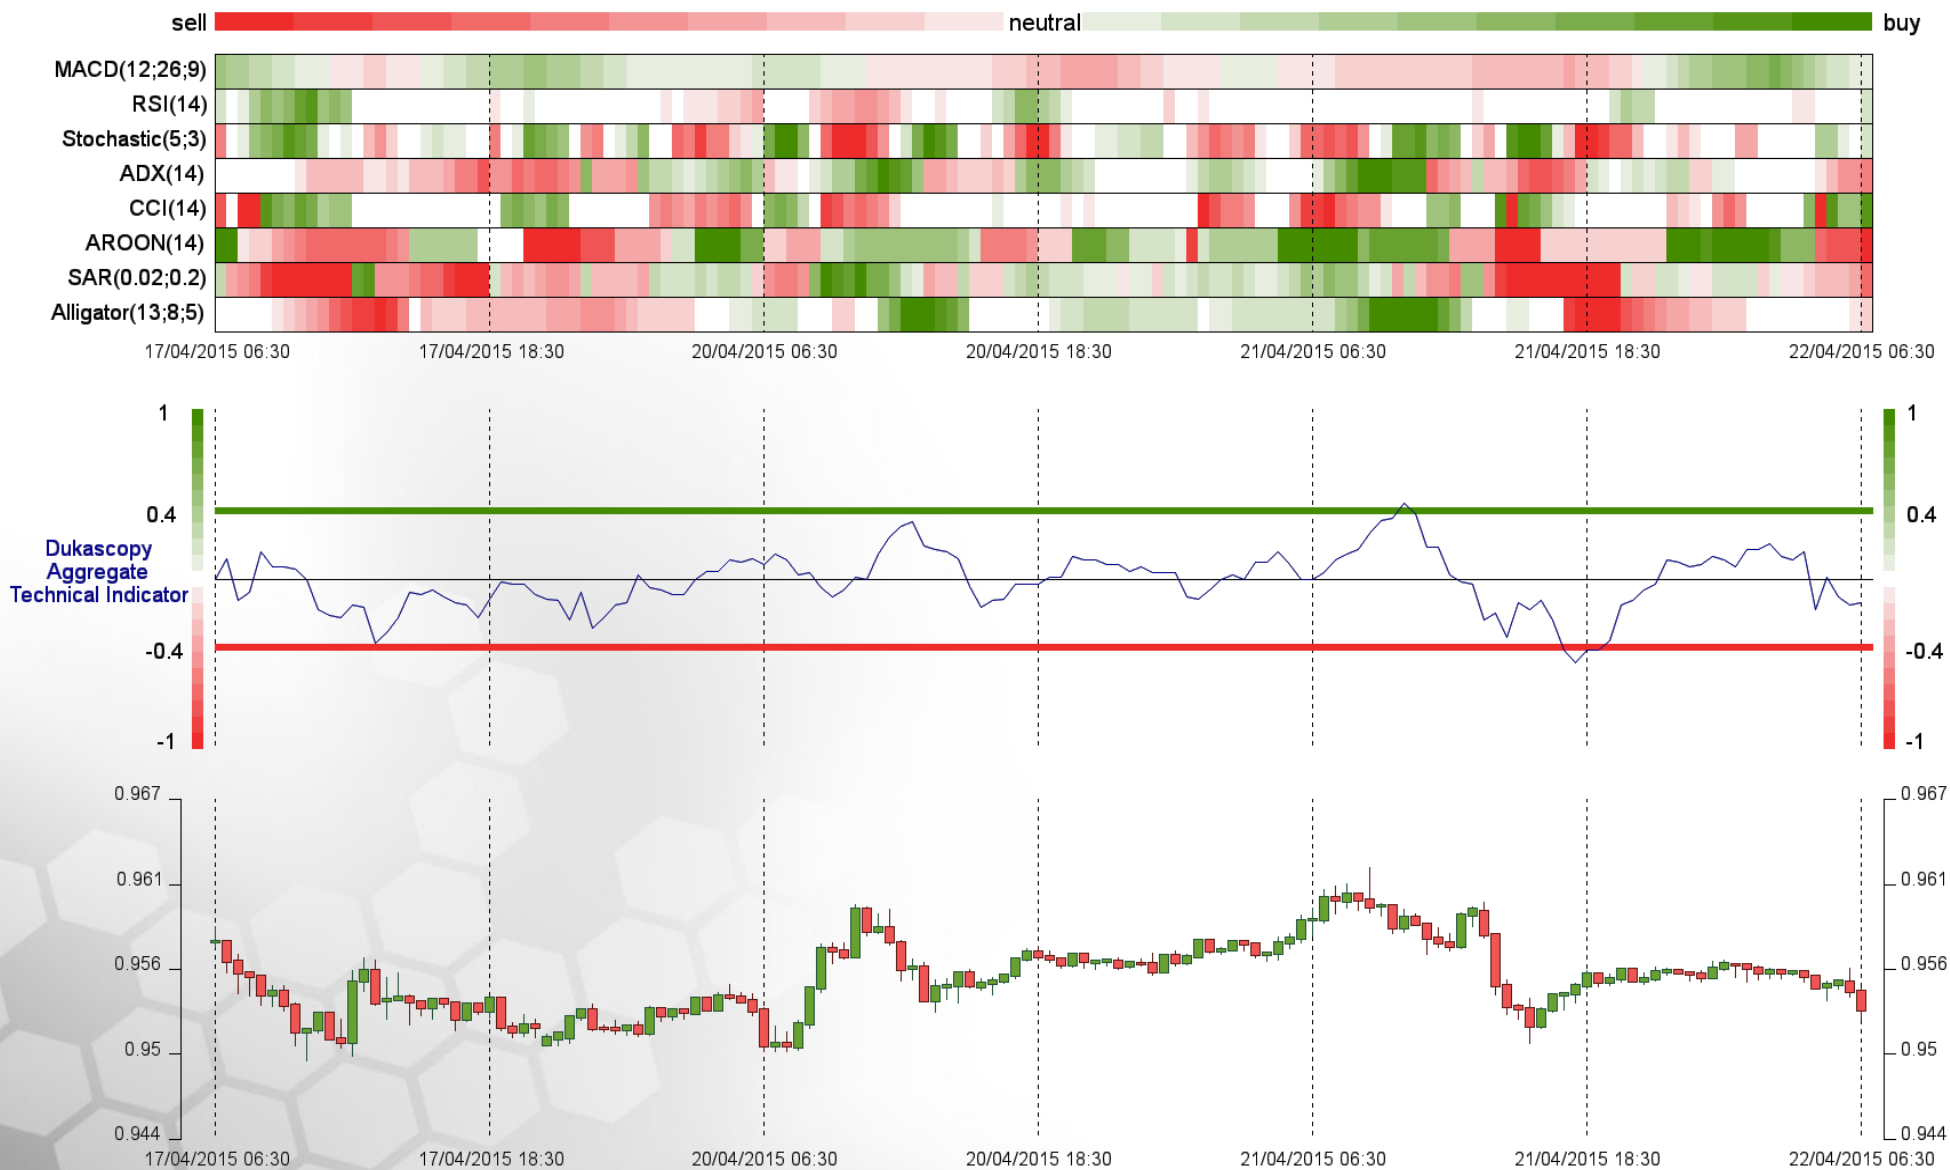 sell neutral buy
MACD(12;26;9)
RSI(14)
Stochastic(5;3)
ADX(14)
CCI(14)
AROON(14)
SAR(0.02;0.2)
Alligator(13;8;5)
17/04/2015 06:30 17/04/2015 18:30 20/04/2015 06:30 20/04/2015 18:30 21/04/2015 06:30 21/04/2015 18:30 22/04/2015 06:30
1 1
0.4 0.4
Dukascopy
Aggregate
Technical Indicator
-0.4 -0.4
-1 -1
0.967 0.967
0.961 0.961
0.956 0.956
0.95 0.95
0.944 0.944
17/04/2015 06:30 17/04/2015 18:30 20/04/2015 06:30 20/04/2015 18:30 21/04/2015 06:30 21/04/2015 18:30 22/04/2015 06:30